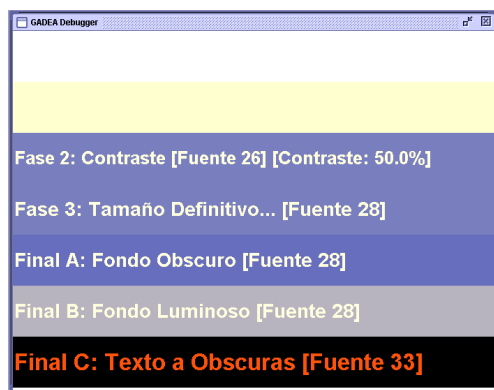 GADEA Debugger
Fase 2: Contraste [Fuente 26] [Contraste: 50.0%]
Fase 3: Tamaño Definitivo... [Fuente 28]
Final A: Fondo Obscuro [Fuente 28]
Final B: Fondo Luminoso [Fuente 28]
Final C: Texto a Obscuras [Fuente 33]